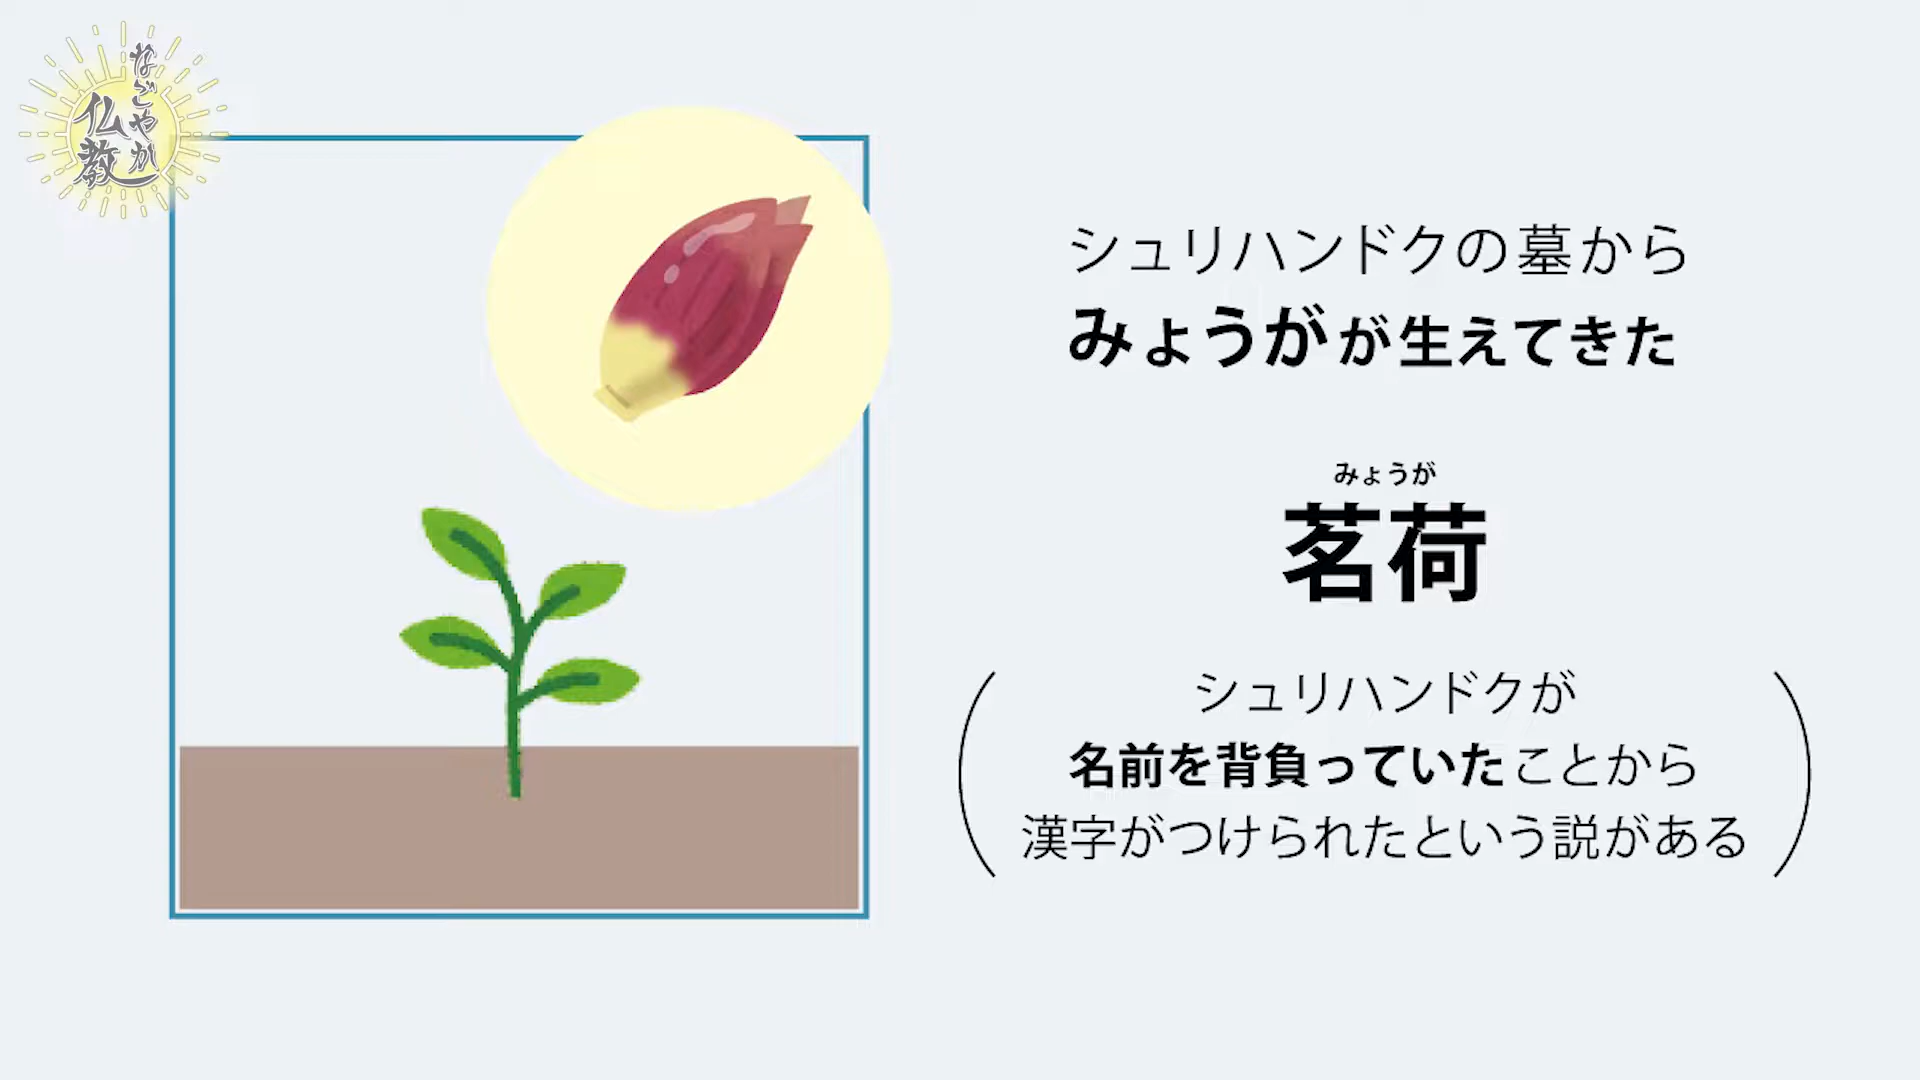 なごやか
仏教
シュリハンドクの墓から
みょうがが生えてきた
みょうが
茗荷
シュリハンドクが
名前を背負っていたことから
漢字がつけられたという説がある